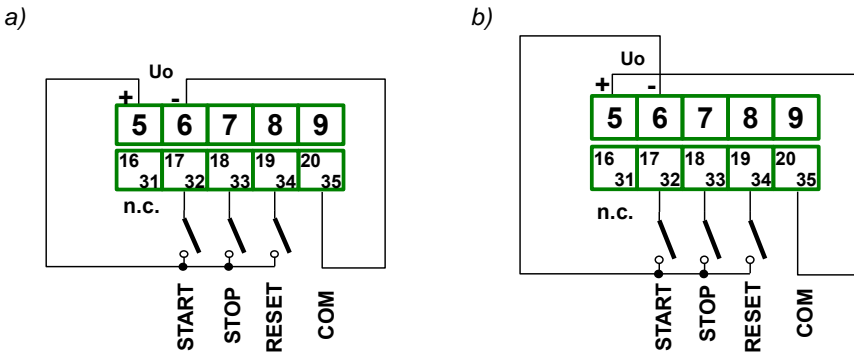 a)
Uo
+ -
5 6 7 8 9
16 17 18 19 20
31 32 33 34 35
n.c.
START
STOP
RESET
COM
b)
Uo
+ -
5 6 7 8 9
16 17 18 19 20
31 32 33 34 35
n.c.
START
STOP
RESET
COM